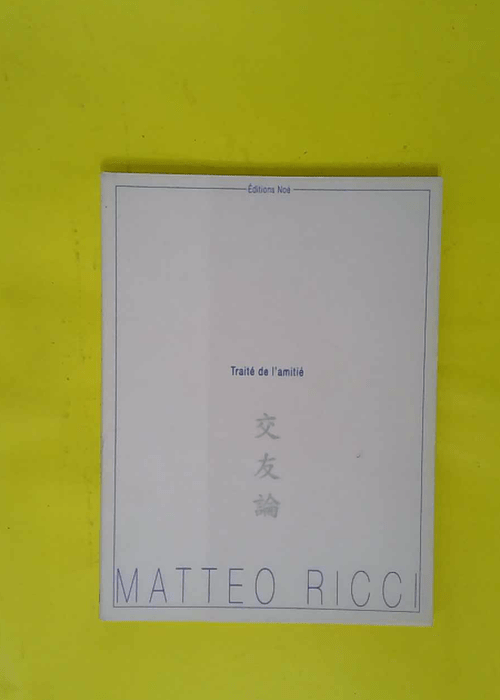 Éditions Noé
Traité de l'amitié
交
友
論
MATTEO RICCI